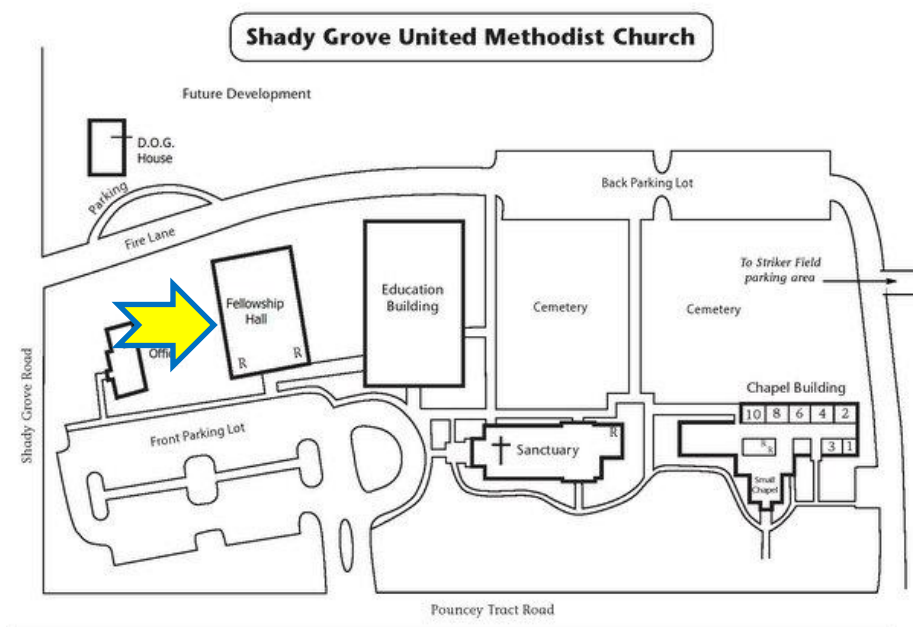 Shady Grove United Methodist Church
Future Development
D.O.G.
House
Parking
Fire Lane
Back Parking Lot
To Striker Field
parking area
Fellowship
Hall
R
R
Education
Building
Cemetery
Cemetery
Shady Grove Road
Front Parking Lot
Sanctuary
R
Chapel Building
10 8 6 4 2
R
R
3 1
Small
Chapel
Pouncey Tract Road